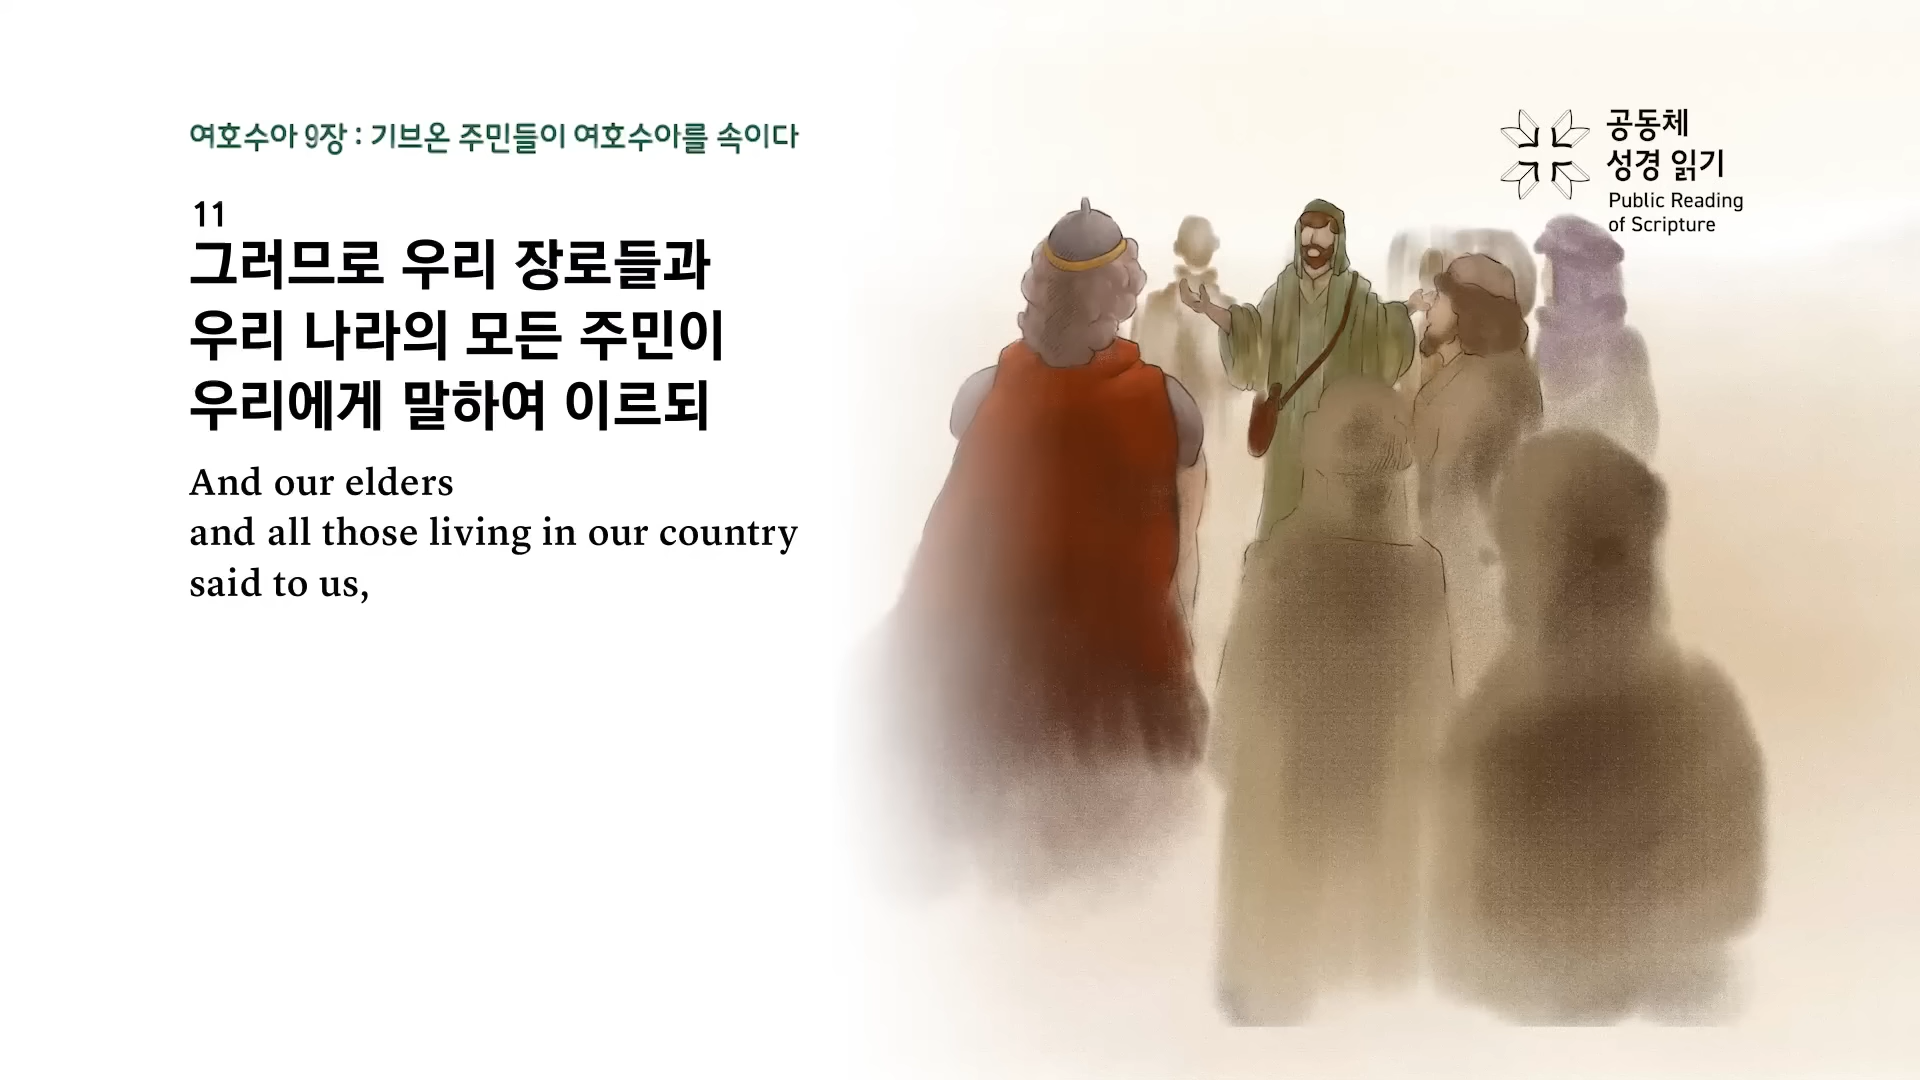 여호수아 9장 : 기브온 주민들이 여호수아를 속이다
11
그러므로 우리 장로들과
우리 나라의 모든 주민이
우리에게 말하여 이르되
And our elders
and all those living in our country
said to us,
공동체
성경 읽기
Public Reading
of Scripture